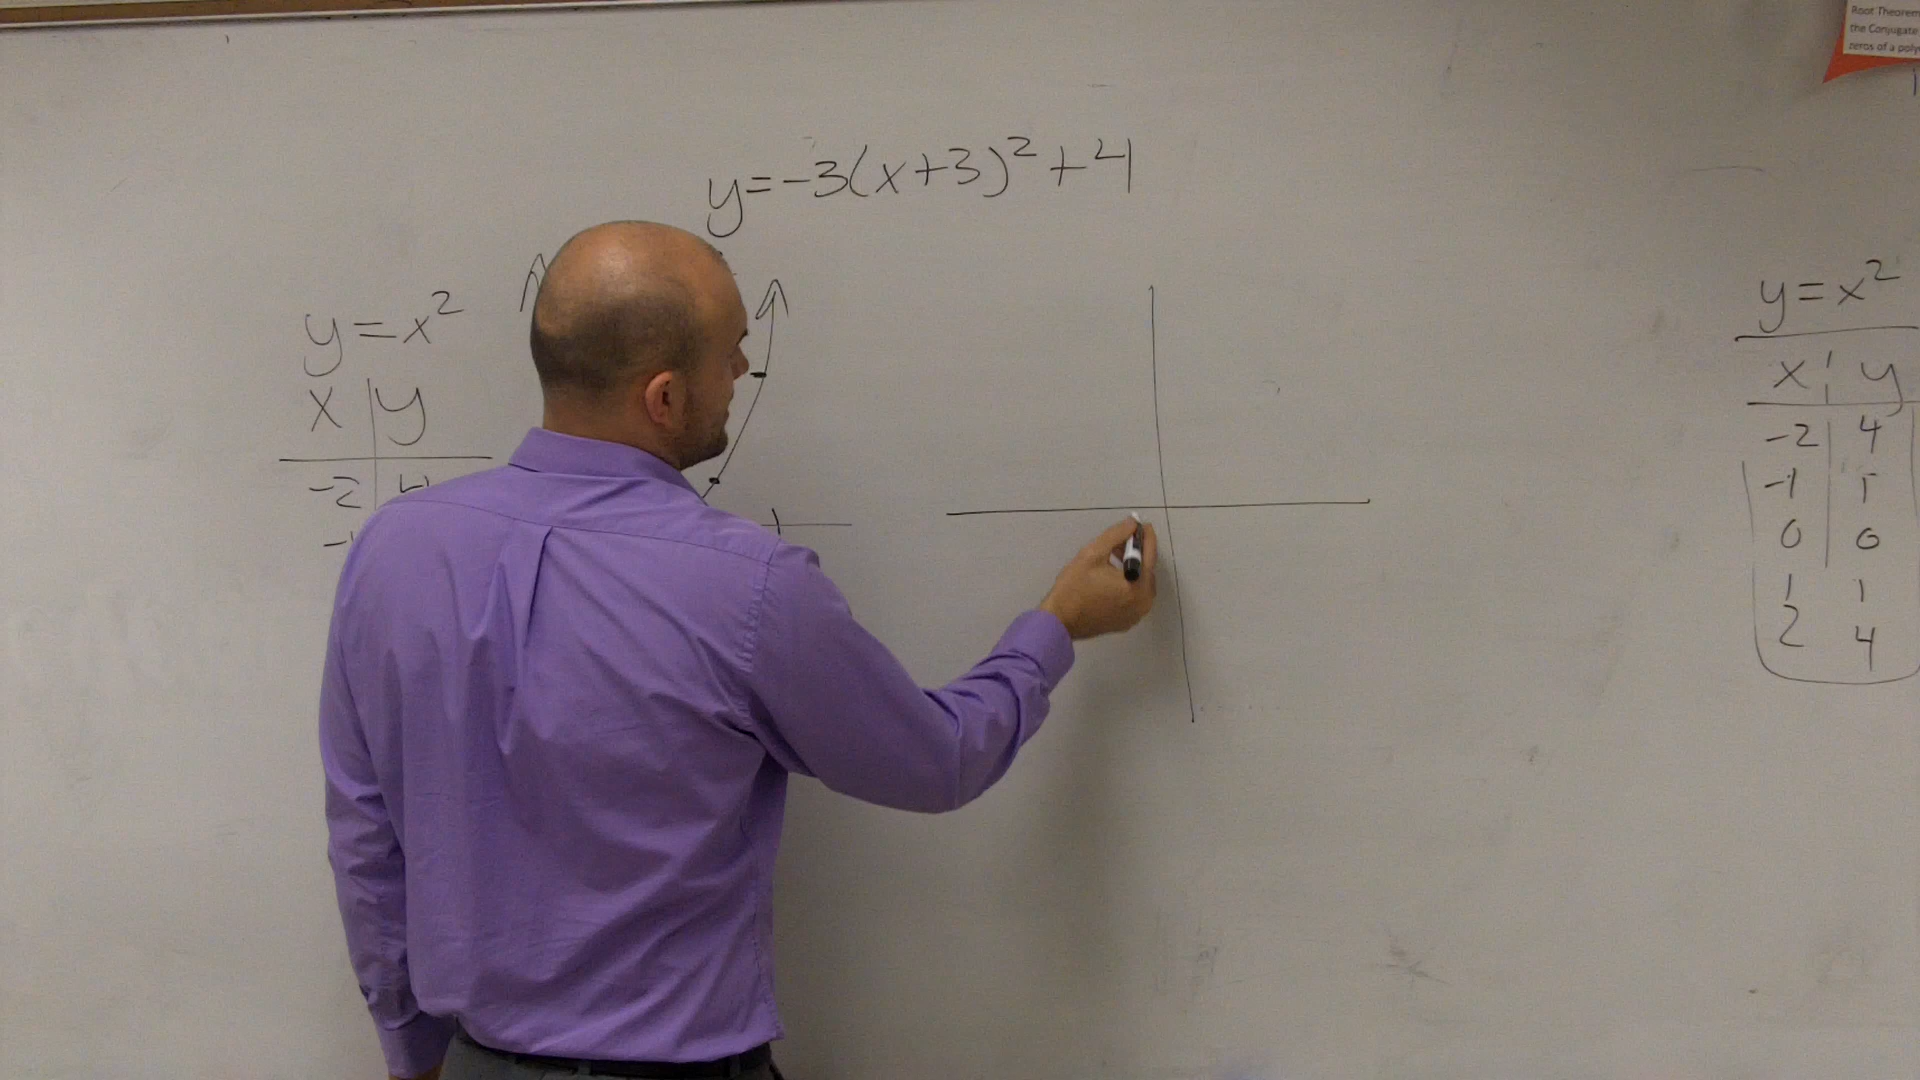 Root Theorem
the Conjugate
zeros of a poly
y=-3(x+3)²+4
y=x²
x y
-2
y=x²
x y
-2 4
-1 1
0 0
1 1
2 4